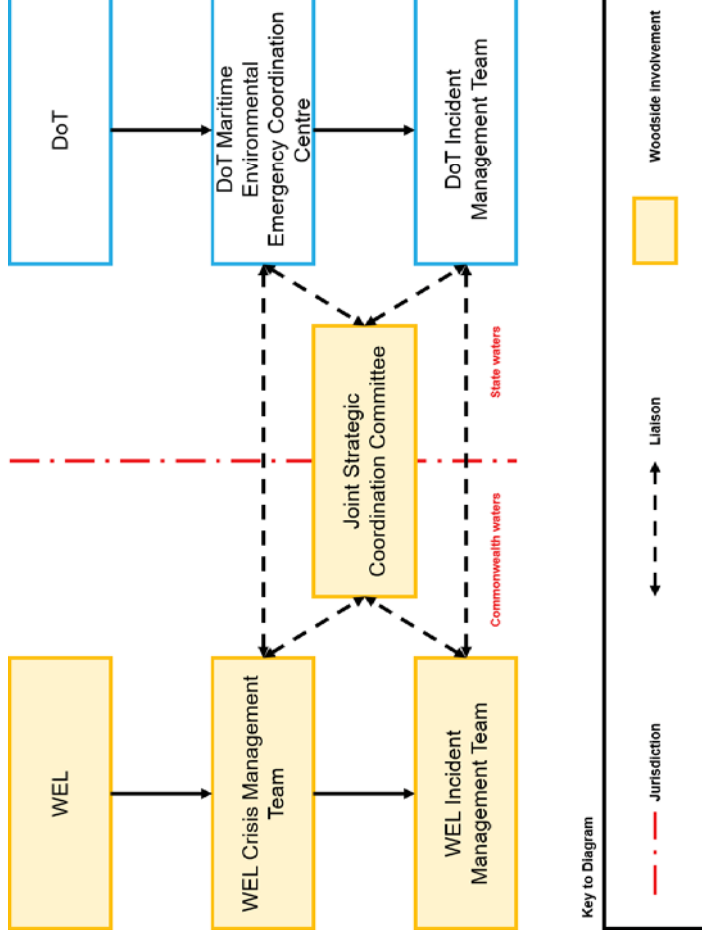 WEL
DoT
WEL Crisis Management
Team
DoT Maritime
Environmental
Emergency Coordination
Centre
Joint Strategic
Coordination Committee
WEL Incident
Management Team
DoT Incident
Management Team
Commonwealth waters
State waters
Key to Diagram
Jurisdiction
Liaison
Woodside involvement